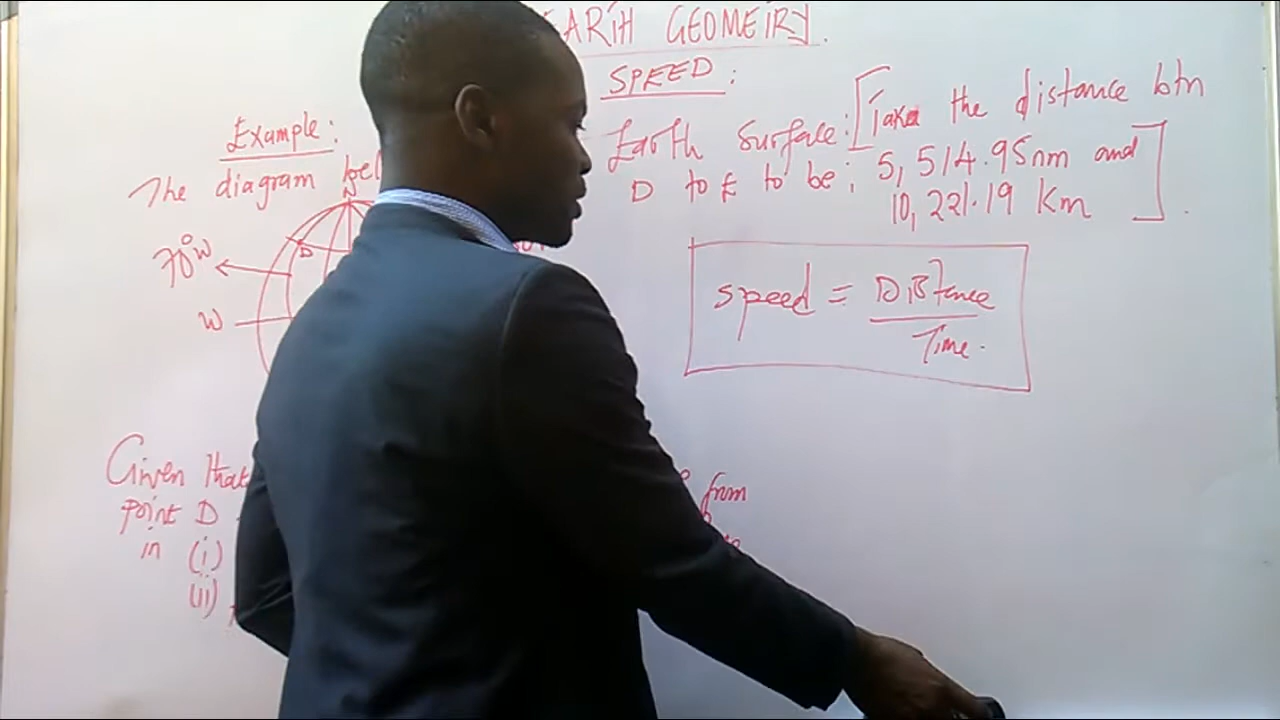 EARTH GEOMETRY.
SPEED:
Example:
The diagram
Earth Surface: [Take the distance btn
D to E to be; 5,514.95nm and
10,221.19 Km].
N
D
70°W
W
Speed = Distance
Time.
Given that
from
point D
in (i)
(ii)